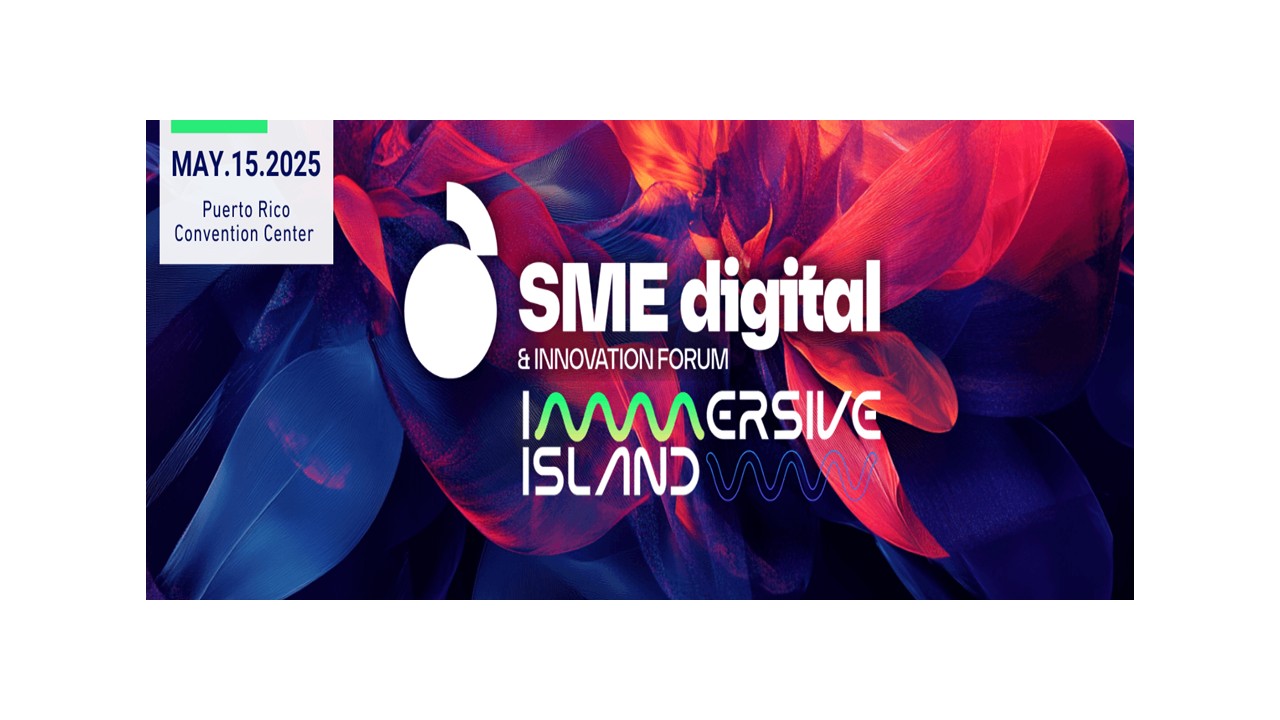 MAY.15.2025
Puerto Rico
Convention Center
SME digital
& INNOVATION FORUM
IMMERSIVE
ISLAND